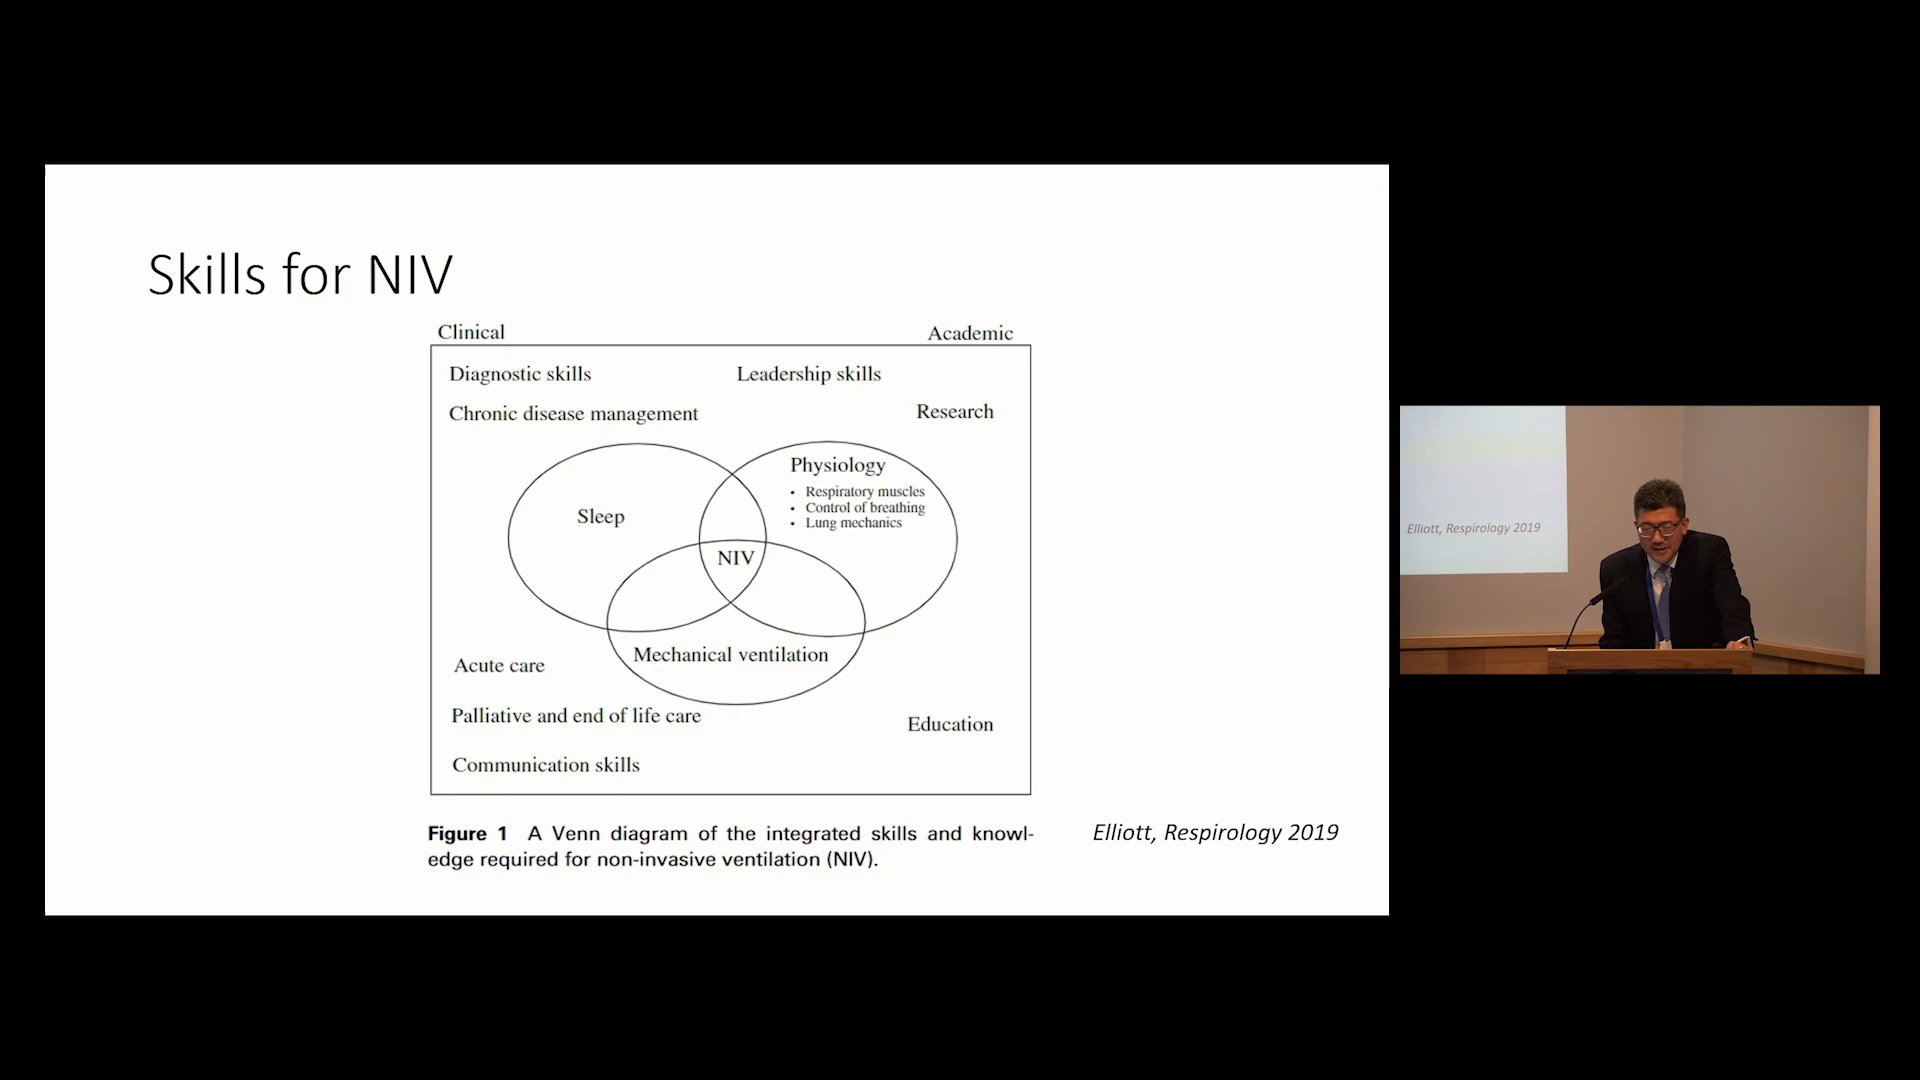 Skills for NIV
Clinical
Academic
Diagnostic skills
Leadership skills
Chronic disease management
Research
Physiology
• Respiratory muscles
• Control of breathing
• Lung mechanics
Sleep
NIV
Mechanical ventilation
Acute care
Palliative and end of life care
Education
Communication skills
Figure 1 A Venn diagram of the integrated skills and knowl-
edge required for non-invasive ventilation (NIV).
Elliott, Respirology 2019
Elliott, Respirology 2019